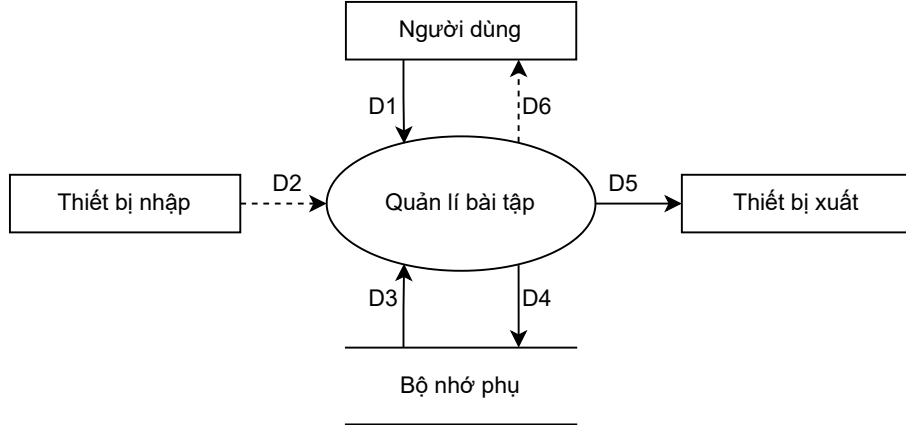 Người dùng
D1
D6
Thiết bị nhập
D2
Quản lí bài tập
D5
Thiết bị xuất
D3
D4
Bộ nhớ phụ